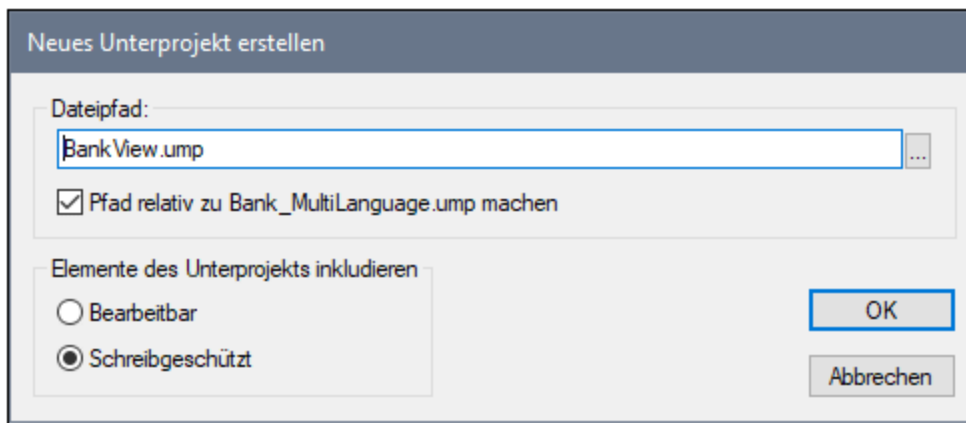 Neues Unterprojekt erstellen
Dateipfad:
BankView.ump
...
Pfad relativ zu Bank_MultiLanguage.ump machen
Elemente des Unterprojekts inkludieren
Bearbeitbar
OK
Schreibgeschützt
Abbrechen